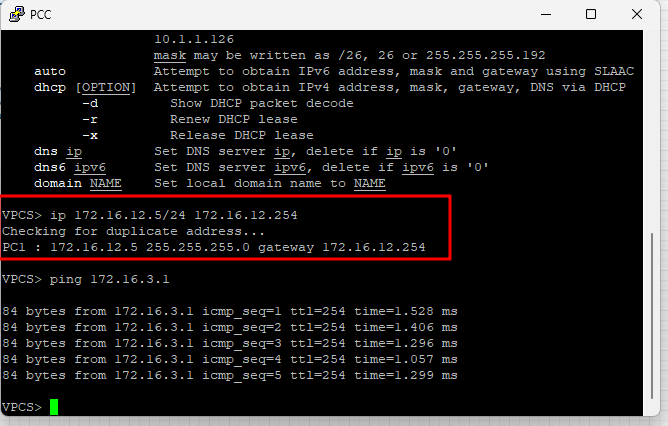 PCC
10.1.1.126
mask may be written as /26, 26 or 255.255.255.192
auto Attempt to obtain IPv6 address, mask and gateway using SLAAC
dhcp [OPTION] Attempt to obtain IPv4 address, mask, gateway, DNS via DHCP
-d Show DHCP packet decode
-r Renew DHCP lease
-x Release DHCP lease
dns ip Set DNS server ip, delete if ip is '0'
dns6 ipv6 Set DNS server ipv6, delete if ipv6 is '0'
domain NAME Set local domain name to NAME
VPCS> ip 172.16.12.5/24 172.16.12.254
Checking for duplicate address...
PC1 : 172.16.12.5 255.255.255.0 gateway 172.16.12.254
VPCS> ping 172.16.3.1
84 bytes from 172.16.3.1 icmp_seq=1 ttl=254 time=1.528 ms
84 bytes from 172.16.3.1 icmp_seq=2 ttl=254 time=1.406 ms
84 bytes from 172.16.3.1 icmp_seq=3 ttl=254 time=1.296 ms
84 bytes from 172.16.3.1 icmp_seq=4 ttl=254 time=1.057 ms
84 bytes from 172.16.3.1 icmp_seq=5 ttl=254 time=1.299 ms
VPCS>